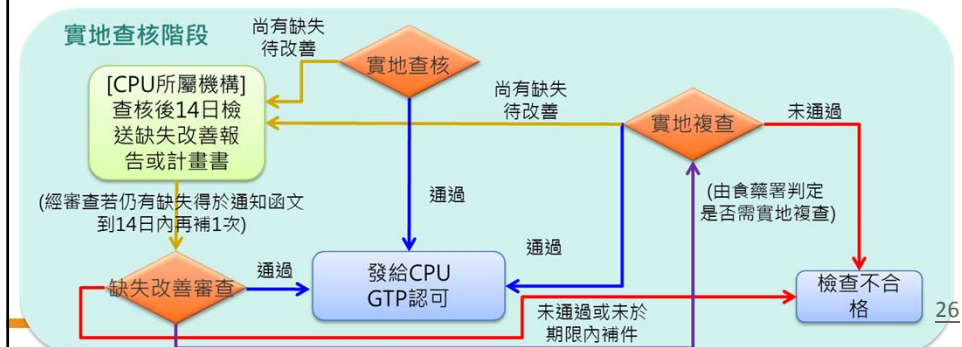 實地查核階段
尚有缺失
待改善
實地查核
[CPU所屬機構]
查核後14日檢
送缺失改善報
告或計畫書
尚有缺失
待改善
實地複查
未通過
(經審查若仍有缺失得於通知函文
到14日內再補1次)
通過
(由食藥署判定
是否需實地複查)
缺失改善審查
通過
發給CPU
GTP認可
通過
檢查不合
格
未通過或未於
期限內補件
26